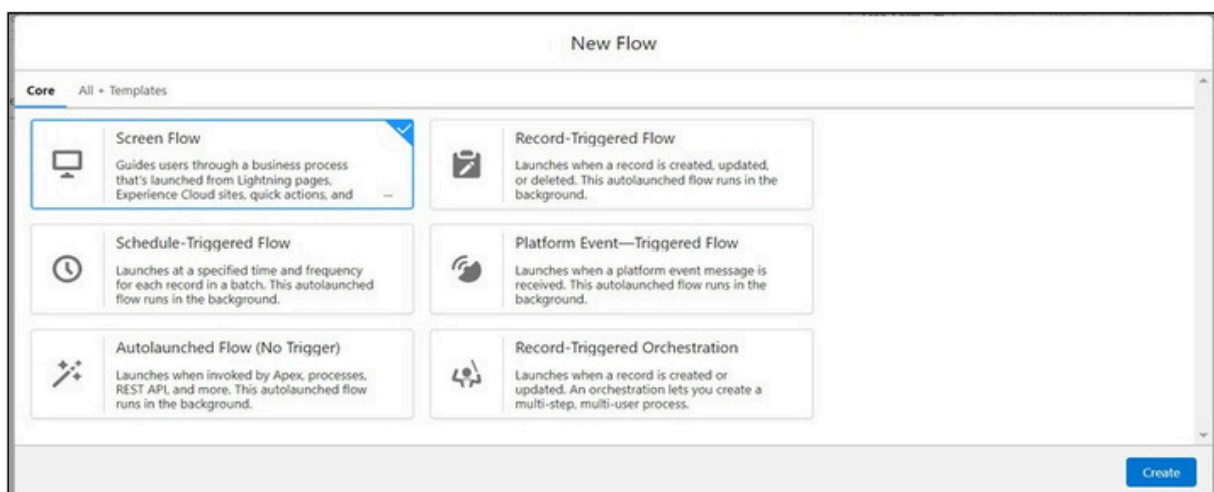 New Flow
Core All + Templates
Screen Flow
Guides users through a business process
that's launched from Lightning pages,
Experience Cloud sites, quick actions, and ...
Record-Triggered Flow
Launches when a record is created, updated,
or deleted. This autolaunched flow runs in the
background.
Schedule-Triggered Flow
Launches at a specified time and frequency
for each record in a batch. This autolaunched
flow runs in the background.
Platform Event—Triggered Flow
Launches when a platform event message is
received. This autolaunched flow runs in the
background.
Autolaunched Flow (No Trigger)
Launches when invoked by Apex, processes,
REST API, and more. This autolaunched flow
runs in the background.
Record-Triggered Orchestration
Launches when a record is created or
updated. An orchestration lets you create a
multi-step, multi-user process.
Create